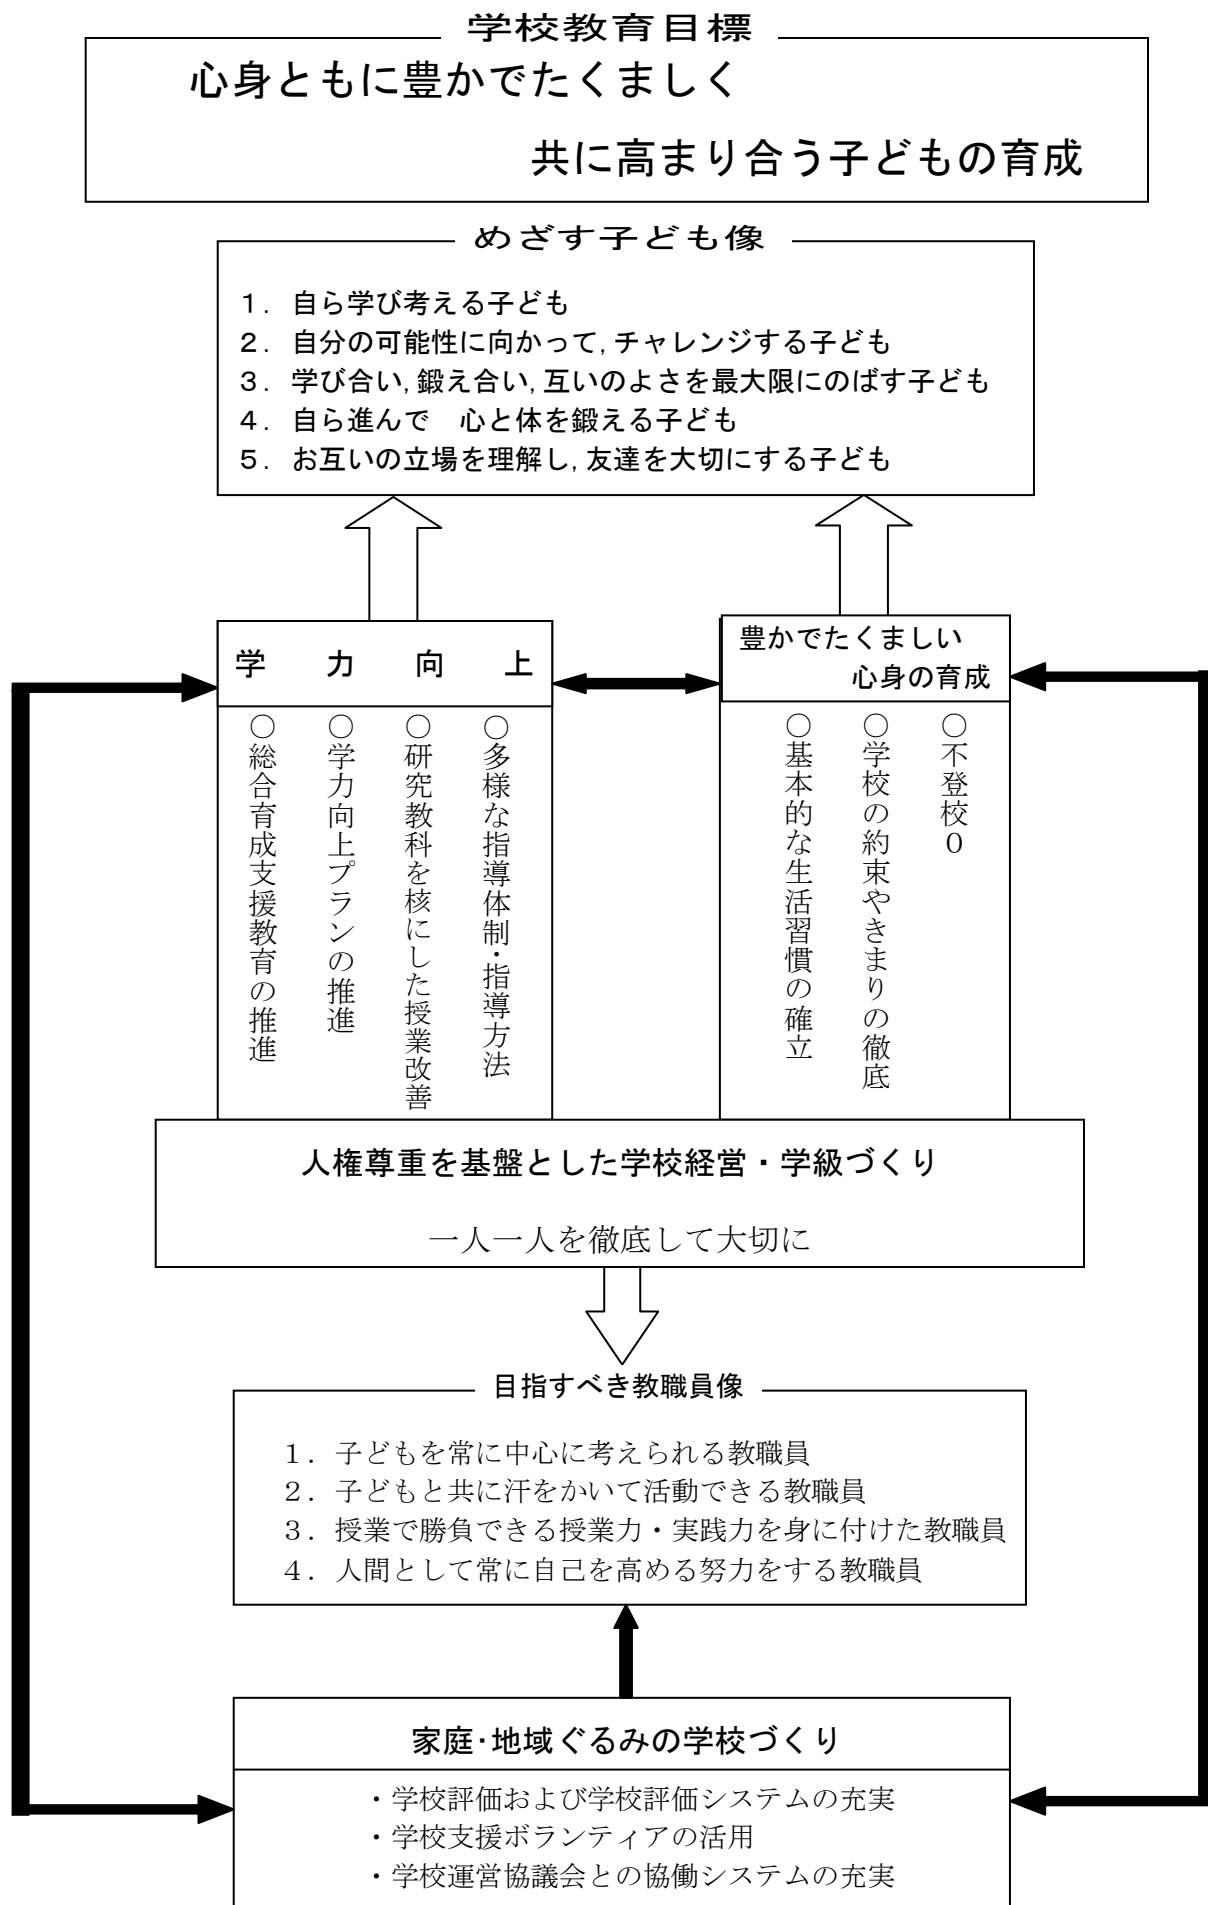 学校教育目標
心身ともに豊かでたくましく
共に高まり合う子どもの育成
めざす子ども像
１．自ら学び考える子ども
２．自分の可能性に向かって,チャレンジする子ども
３．学び合い,鍛え合い,互いのよさを最大限にのばす子ども
４．自ら進んで　心と体を鍛える子ども
５．お互いの立場を理解し,友達を大切にする子ども
学　力　向　上
○多様な指導体制・指導方法
○研究教科を核にした授業改善
○学力向上プランの推進
○総合育成支援教育の推進
豊かでたくましい
心身の育成
○不登校０
○学校の約束やきまりの徹底
○基本的な生活習慣の確立
人権尊重を基盤とした学校経営・学級づくり
一人一人を徹底して大切に
目指すべき教職員像
１．子どもを常に中心に考えられる教職員
２．子どもと共に汗をかいて活動できる教職員
３．授業で勝負できる授業力・実践力を身に付けた教職員
４．人間として常に自己を高める努力をする教職員
家庭･地域ぐるみの学校づくり
・学校評価および学校評価システムの充実
・学校支援ボランティアの活用
・学校運営協議会との協働システムの充実